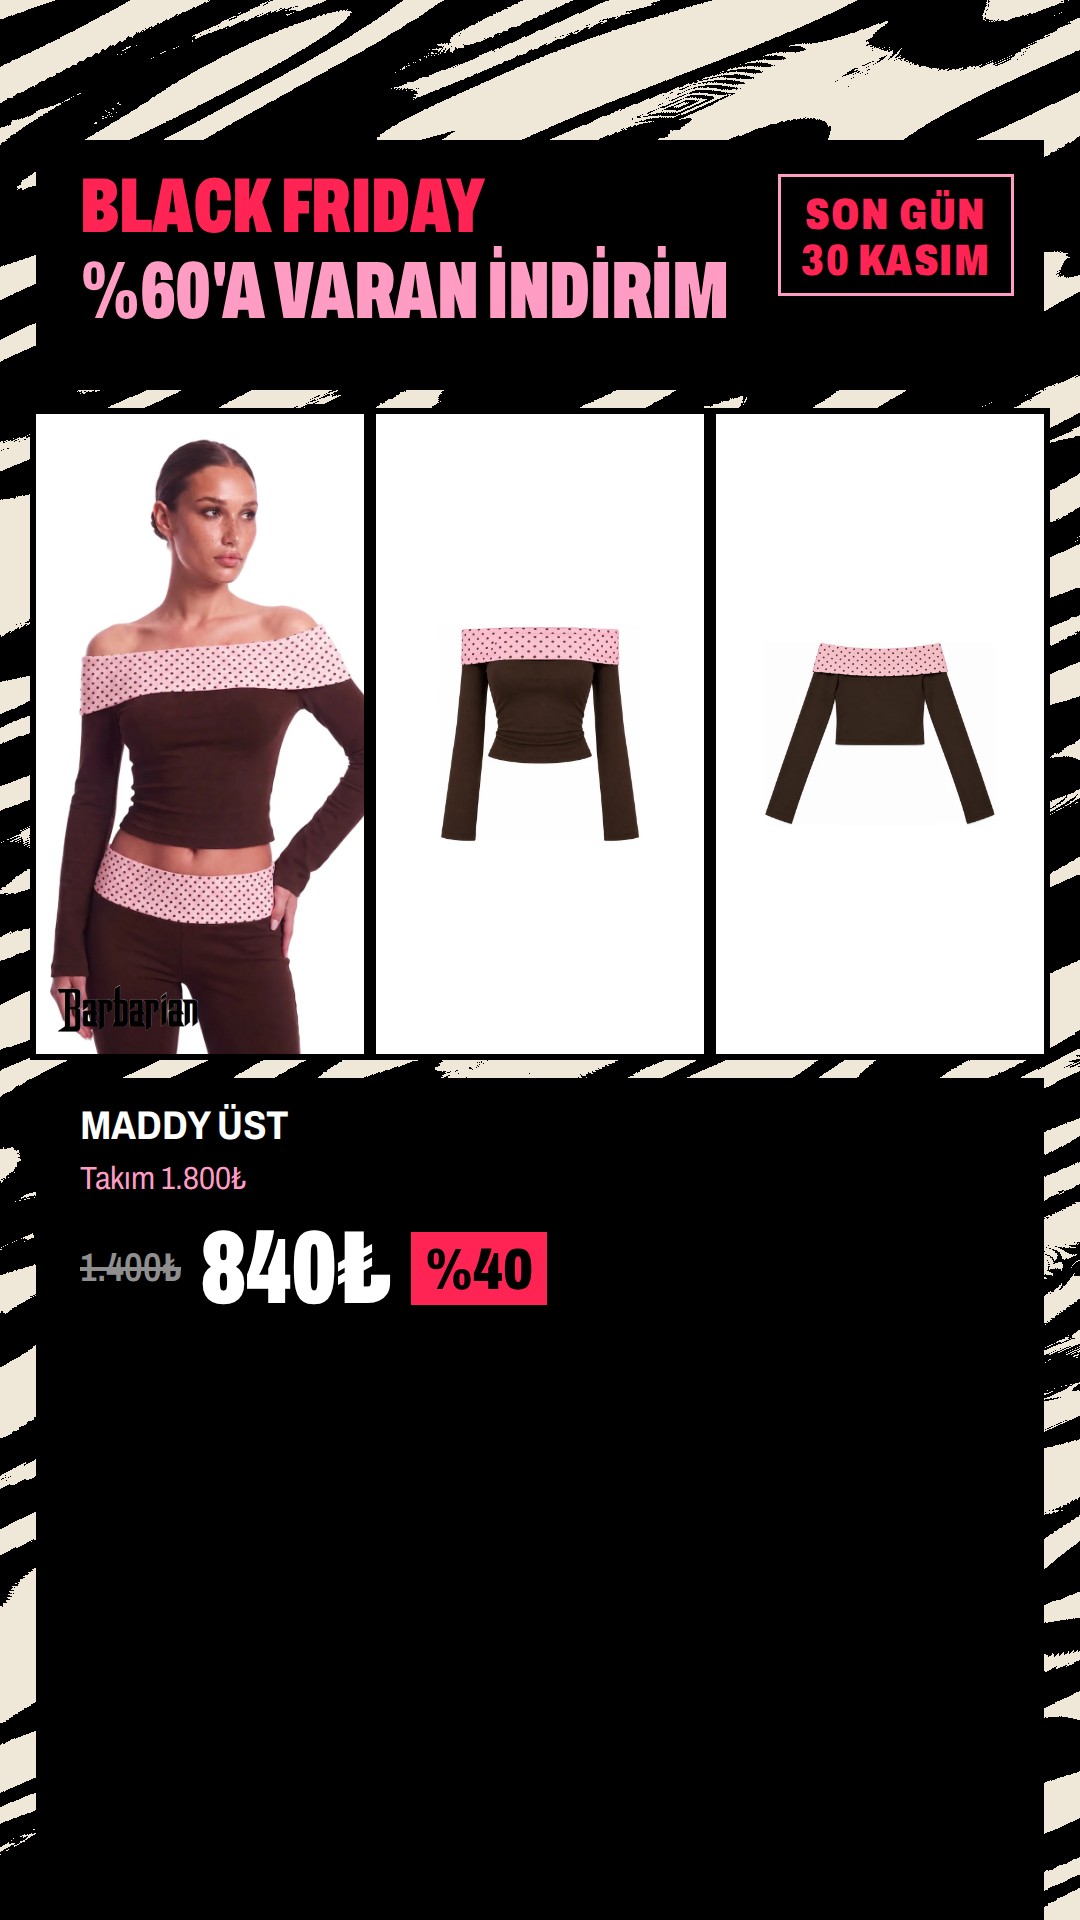 BLACK FRIDAY
%60'A VARAN İNDİRİM
SON GÜN
30 KASIM
Barbarian
MADDY ÜST
Takım 1.800₺
1.400₺ 840₺ %40